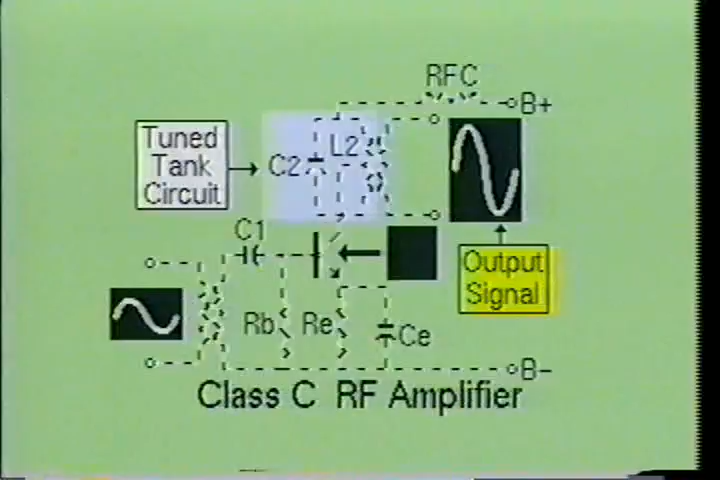 RFC
B+
Tuned
Tank
Circuit
C2
L2
C1
Output
Signal
Rb
Re
Ce
B-
Class C RF Amplifier